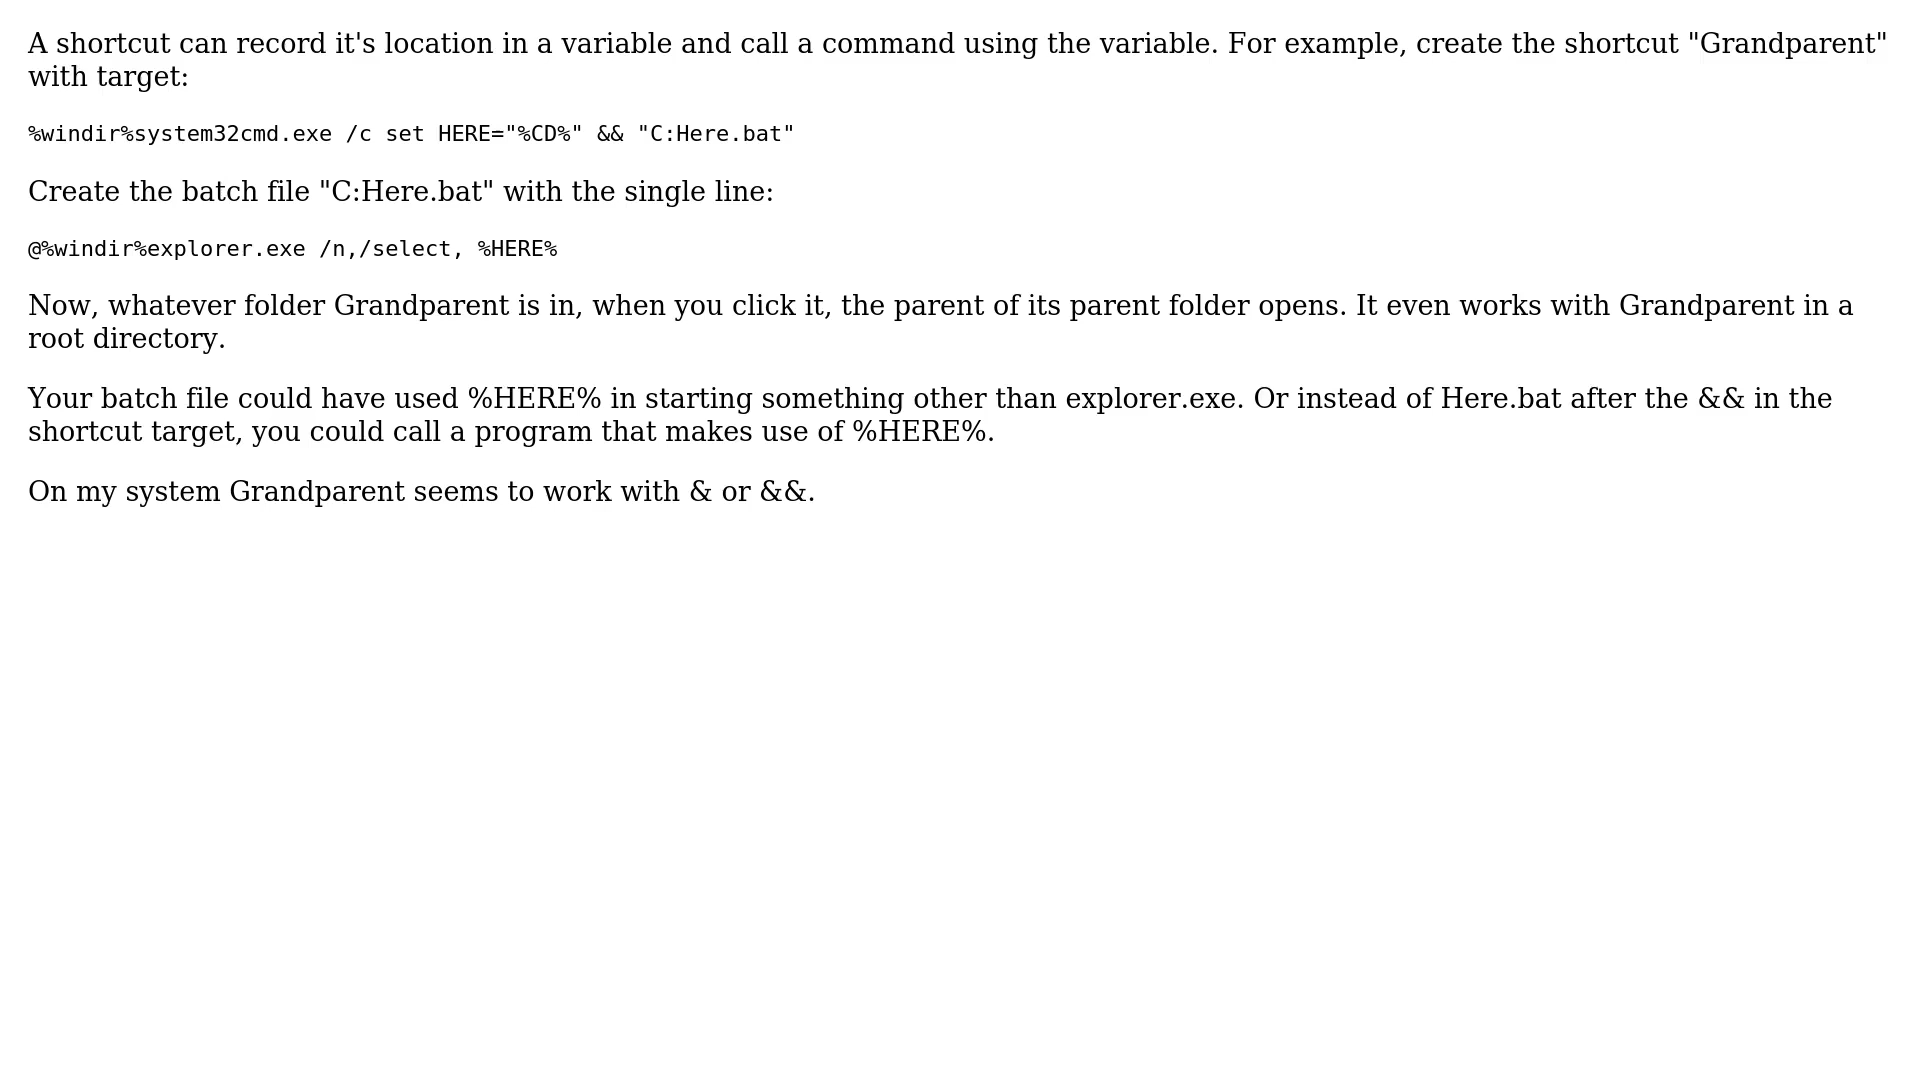 A shortcut can record it's location in a variable and call a command using the variable. For example, create the shortcut "Grandparent"
with target:
%windir%system32cmd.exe /c set HERE="%CD%" && "C:Here.bat"
Create the batch file "C:Here.bat" with the single line:
@%windir%explorer.exe /n,/select, %HERE%
Now, whatever folder Grandparent is in, when you click it, the parent of its parent folder opens. It even works with Grandparent in a
root directory.
Your batch file could have used %HERE% in starting something other than explorer.exe. Or instead of Here.bat after the && in the
shortcut target, you could call a program that makes use of %HERE%.
On my system Grandparent seems to work with & or &&.